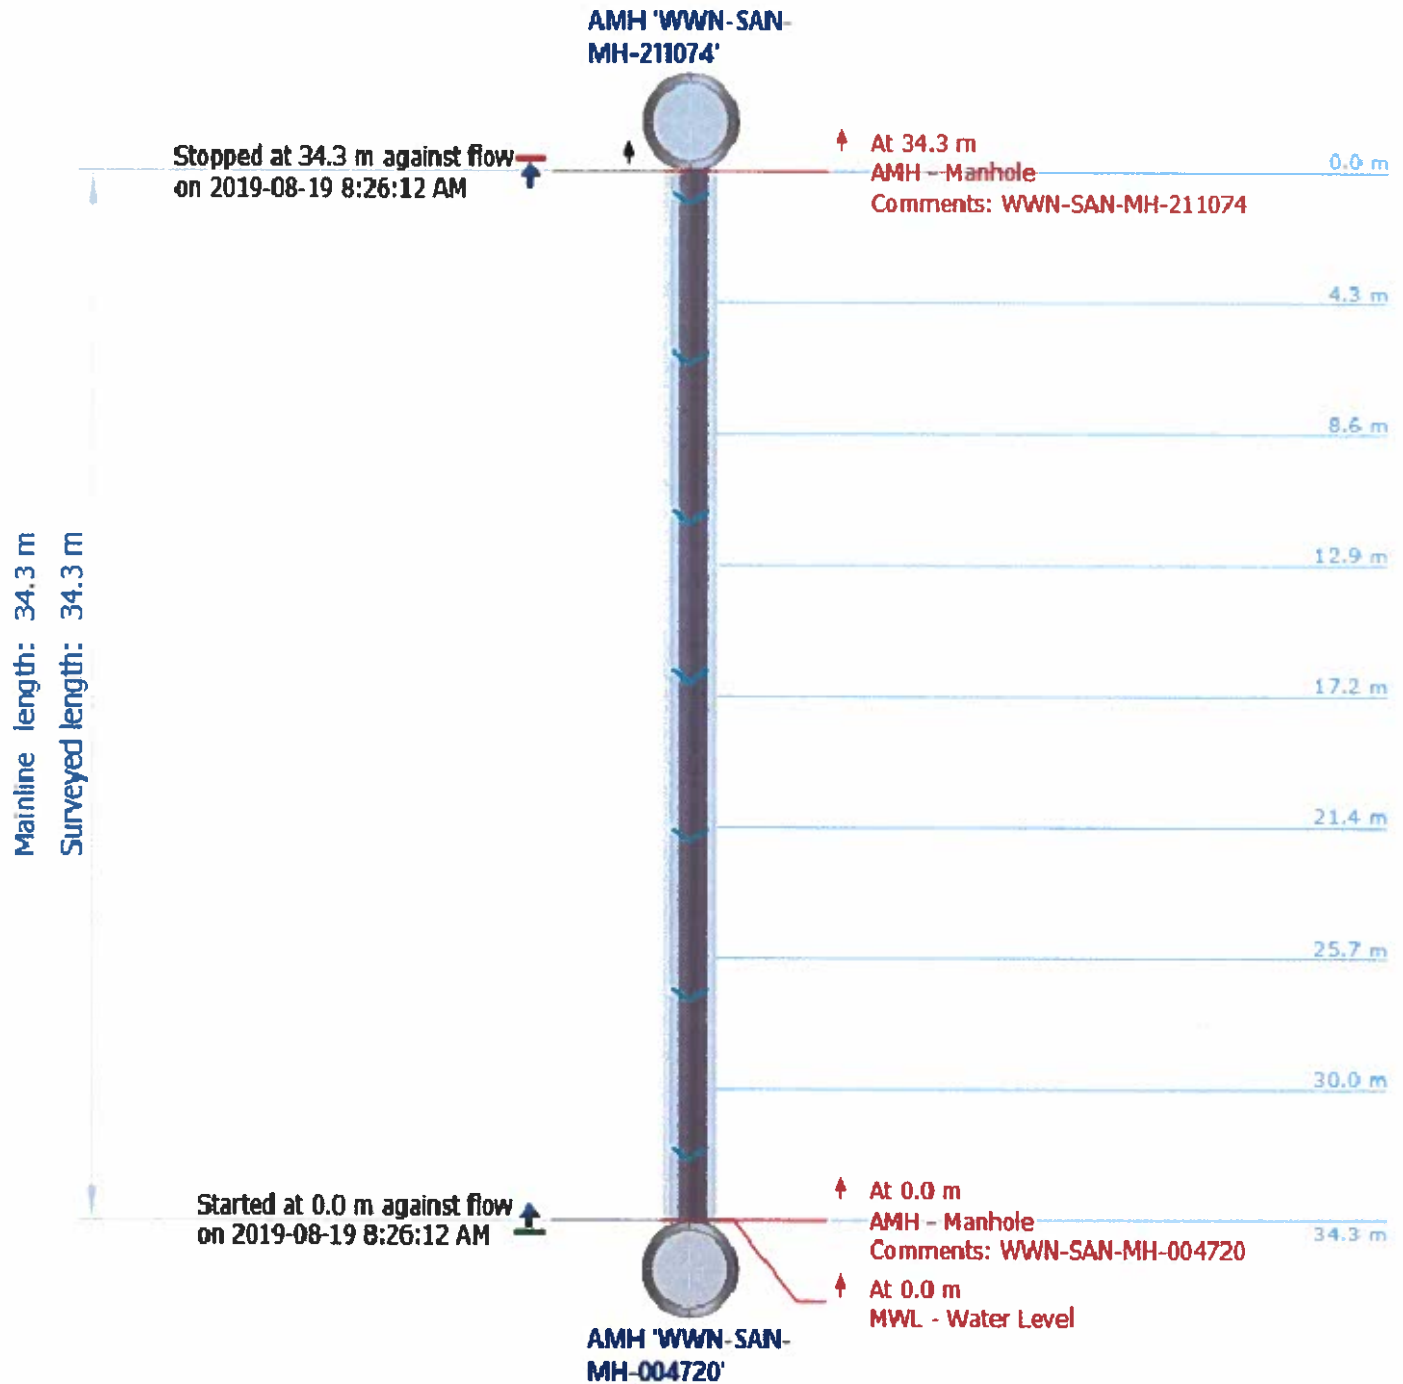 AMH 'WWN-SAN-
MH-211074'
Stopped at 34.3 m against flow
on 2019-08-19 8:26:12 AM
At 34.3 m
AMH - Manhole
Comments: WWN-SAN-MH-211074
0.0 m
4.3 m
8.6 m
12.9 m
17.2 m
21.4 m
25.7 m
30.0 m
34.3 m
Mainline length: 34.3 m
Surveyed length: 34.3 m
Started at 0.0 m against flow
on 2019-08-19 8:26:12 AM
At 0.0 m
AMH - Manhole
Comments: WWN-SAN-MH-004720
At 0.0 m
MWL - Water Level
AMH 'WWN-SAN-
MH-004720'